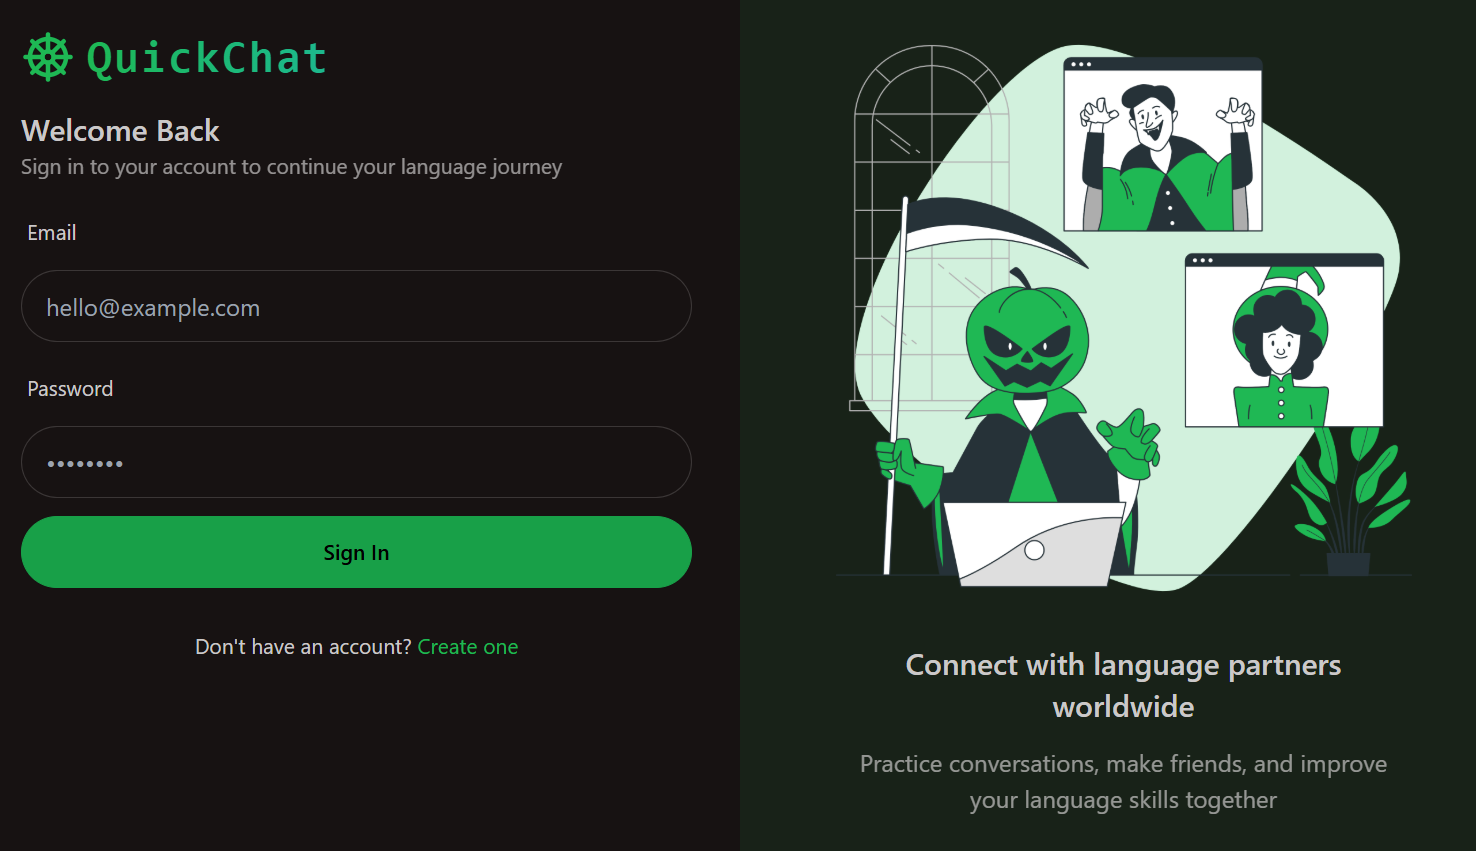 QuickChat
Welcome Back
Sign in to your account to continue your language journey
Email
hello@example.com
Password
••••••••
Sign In
Don't have an account? Create one
Connect with language partners
worldwide
Practice conversations, make friends, and improve
your language skills together